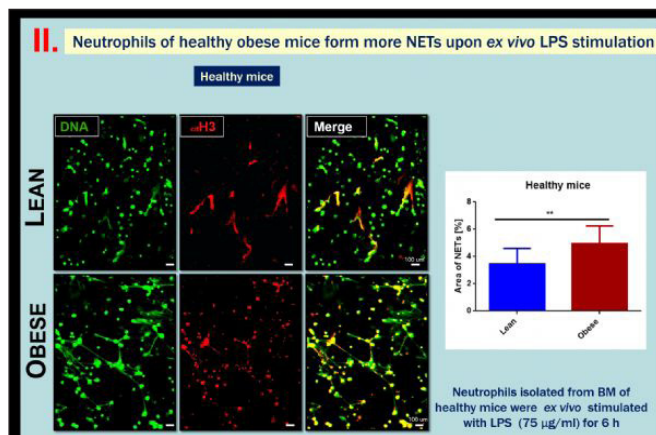 II. Neutrophils of healthy obese mice form more NETs upon ex vivo LPS stimulation
Healthy mice
DNA
citH3
Merge
LEAN
100 um
OBESE
100 um
Healthy mice
**
Area of NETs [%]
8
6
4
2
0
Lean
Obese
Neutrophils isolated from BM of
healthy mice were ex vivo stimulated
with LPS (75 µg/ml) for 6 h